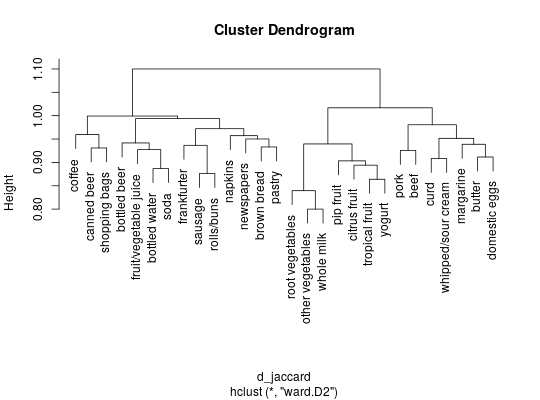 Cluster Dendrogram
Height
1.10
1.00
0.90
0.80
coffee
canned beer
shopping bags
bottled beer
fruit/vegetable juice
bottled water
soda
frankfurter
sausage
rolls/buns
napkins
newspapers
brown bread
pastry
root vegetables
other vegetables
whole milk
pip fruit
citrus fruit
tropical fruit
yogurt
pork
beef
curd
whipped/sour cream
margarine
butter
domestic eggs
d_jaccard
hclust (*, "ward.D2")